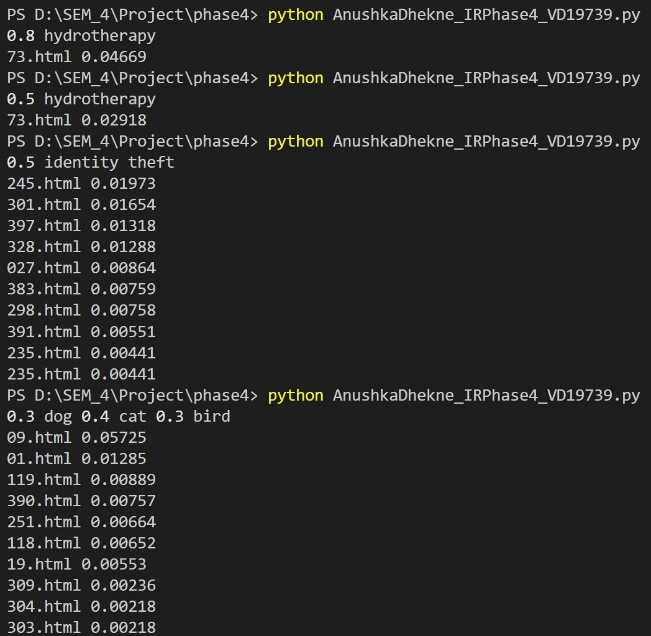 PS D:\SEM_4\Project\phase4> python AnushkaDhekne_IRPhase4_VD19739.py
0.8 hydrotherapy
73.html 0.04669
PS D:\SEM_4\Project\phase4> python AnushkaDhekne_IRPhase4_VD19739.py
0.5 hydrotherapy
73.html 0.02918
PS D:\SEM_4\Project\phase4> python AnushkaDhekne_IRPhase4_VD19739.py
0.5 identity theft
245.html 0.01973
301.html 0.01654
397.html 0.01318
328.html 0.01288
027.html 0.00864
383.html 0.00759
298.html 0.00758
391.html 0.00551
235.html 0.00441
235.html 0.00441
PS D:\SEM_4\Project\phase4> python AnushkaDhekne_IRPhase4_VD19739.py
0.3 dog 0.4 cat 0.3 bird
09.html 0.05725
01.html 0.01285
119.html 0.00889
390.html 0.00757
251.html 0.00664
118.html 0.00652
19.html 0.00553
309.html 0.00236
304.html 0.00218
303.html 0.00218